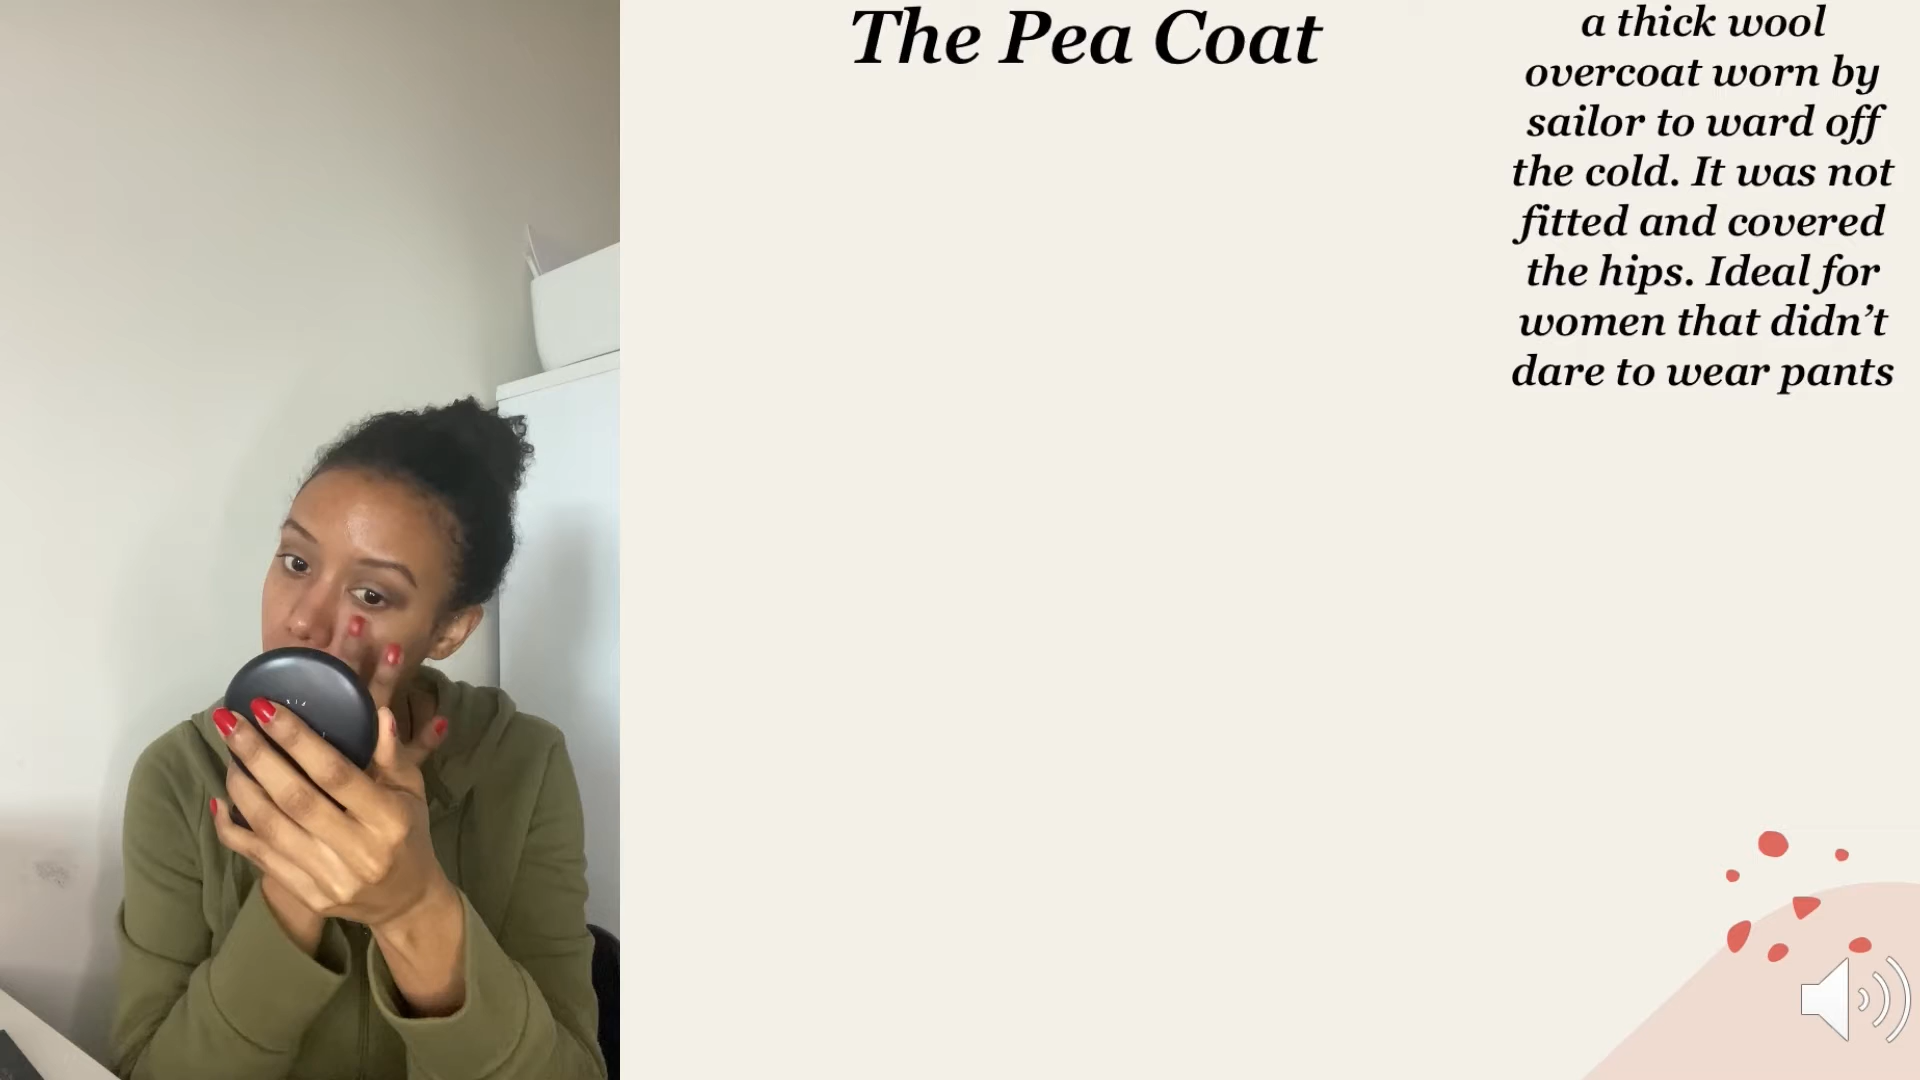 The Pea Coat
a thick wool
overcoat worn by
sailor to ward off
the cold. It was not
fitted and covered
the hips. Ideal for
women that didn’t
dare to wear pants